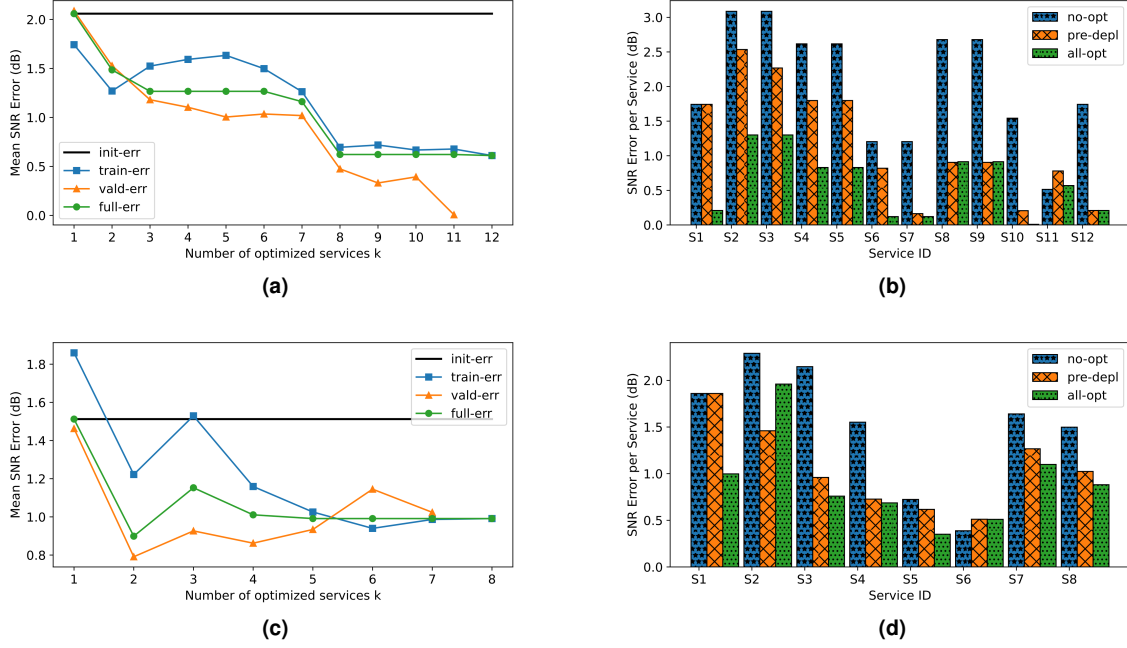 2.0
1.5
1.0
0.5
0.0
Mean SNR Error (dB)
init-err
train-err
vald-err
full-err
1 2 3 4 5 6 7 8 9 10 11 12
Number of optimized services k
(a)
3.0
2.5
2.0
1.5
1.0
0.5
0.0
SNR Error per Service (dB)
no-opt
pre-depl
all-opt
S1 S2 S3 S4 S5 S6 S7 S8 S9 S10 S11 S12
Service ID
(b)
1.8
1.6
1.4
1.2
1.0
0.8
Mean SNR Error (dB)
init-err
train-err
vald-err
full-err
1 2 3 4 5 6 7 8
Number of optimized services k
(c)
2.0
1.5
1.0
0.5
0.0
SNR Error per Service (dB)
no-opt
pre-depl
all-opt
S1 S2 S3 S4 S5 S6 S7 S8
Service ID
(d)